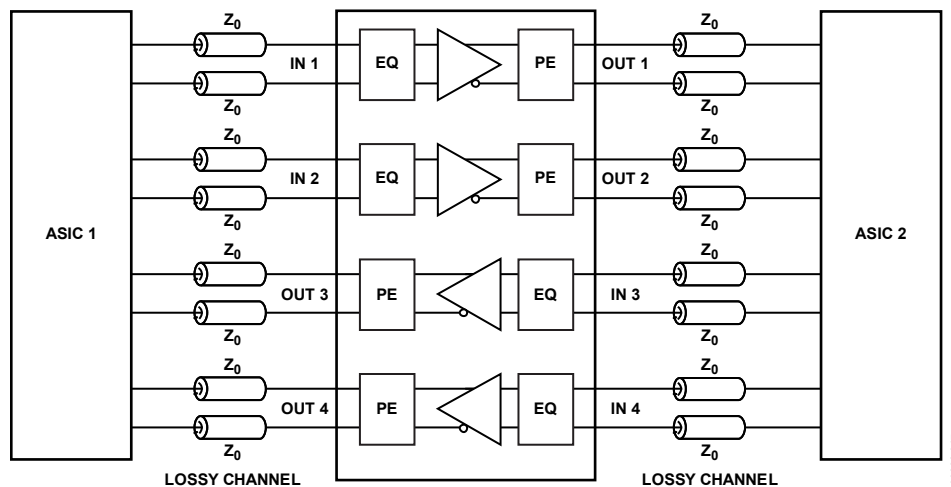 Z0 Z0
IN 1 EQ PE OUT 1
Z0 Z0
Z0 Z0
IN 2 EQ PE OUT 2
Z0 Z0
ASIC 1 ASIC 2
Z0 Z0
OUT 3 PE EQ IN 3
Z0 Z0
Z0 Z0
OUT 4 PE EQ IN 4
Z0 Z0
LOSSY CHANNEL LOSSY CHANNEL